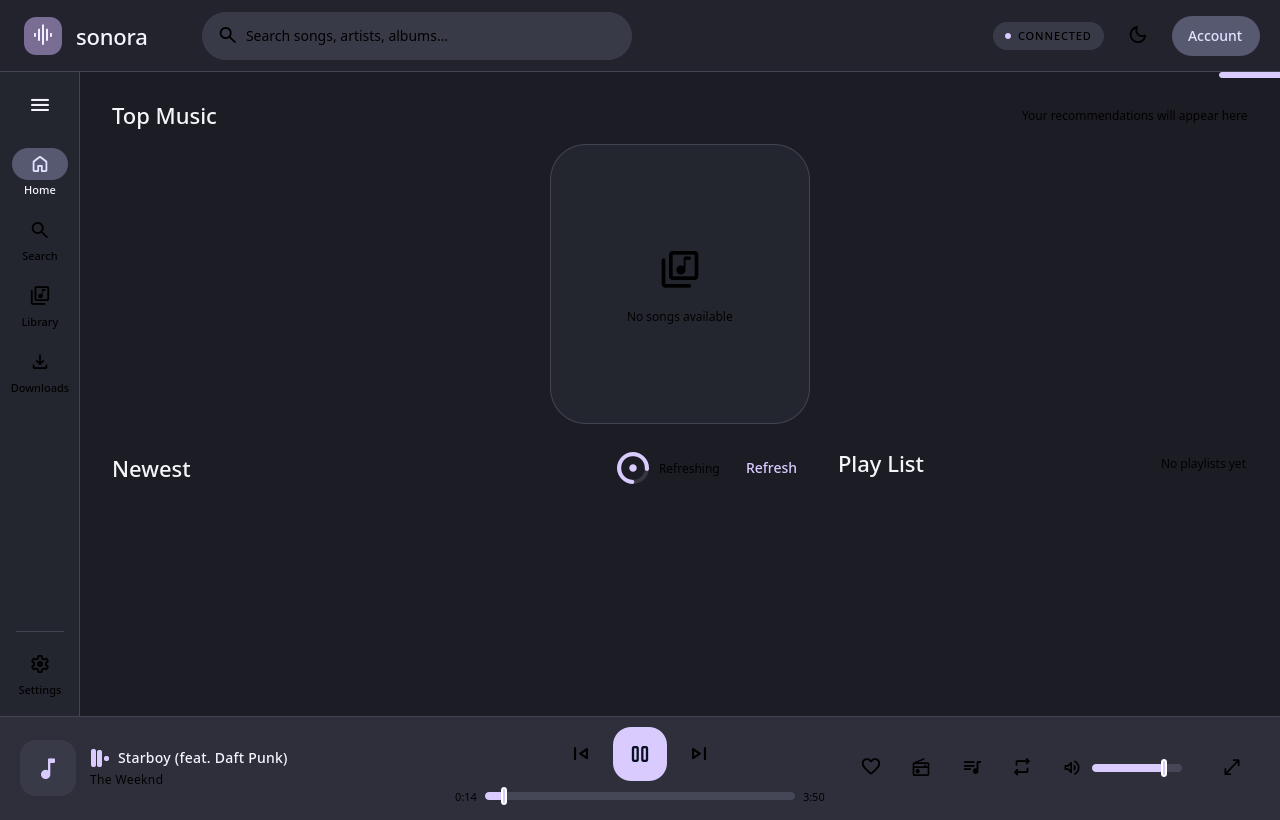 sonora
Search songs, artists, albums...
CONNECTED
Account
Home
Search
Library
Downloads
Settings
Top Music
Your recommendations will appear here
No songs available
Newest
Refreshing
Refresh
Play List
No playlists yet
Starboy (feat. Daft Punk)
The Weeknd
0:14
3:50